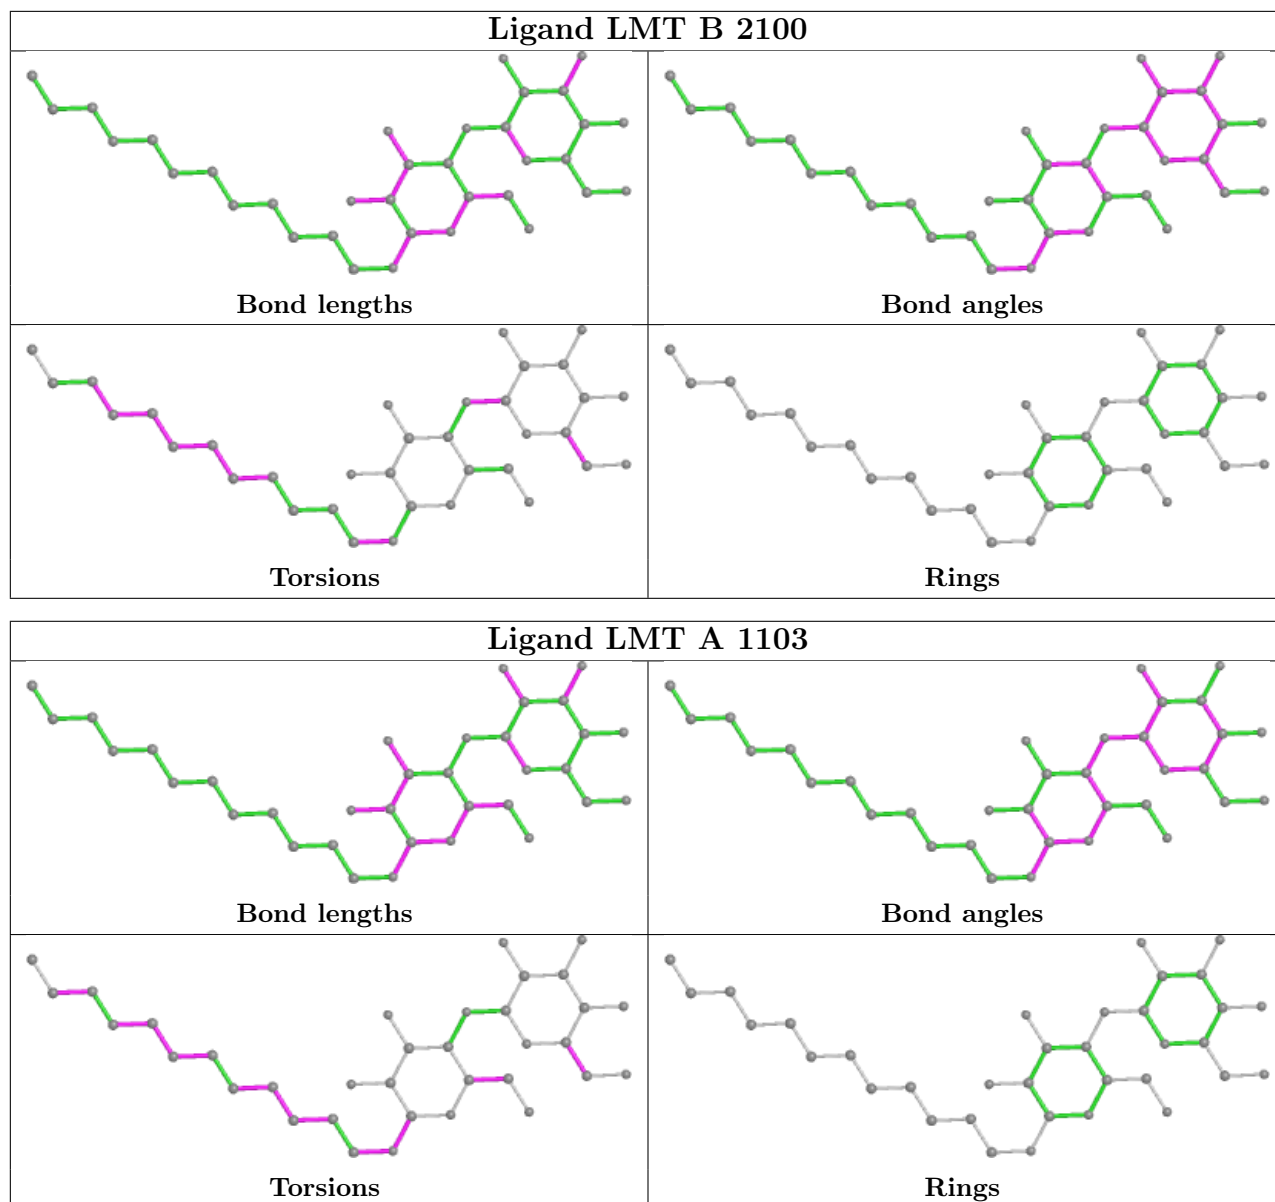 Ligand LMT B 2100
Bond lengths
Bond angles
Torsions
Rings
Ligand LMT A 1103
Bond lengths
Bond angles
Torsions
Rings